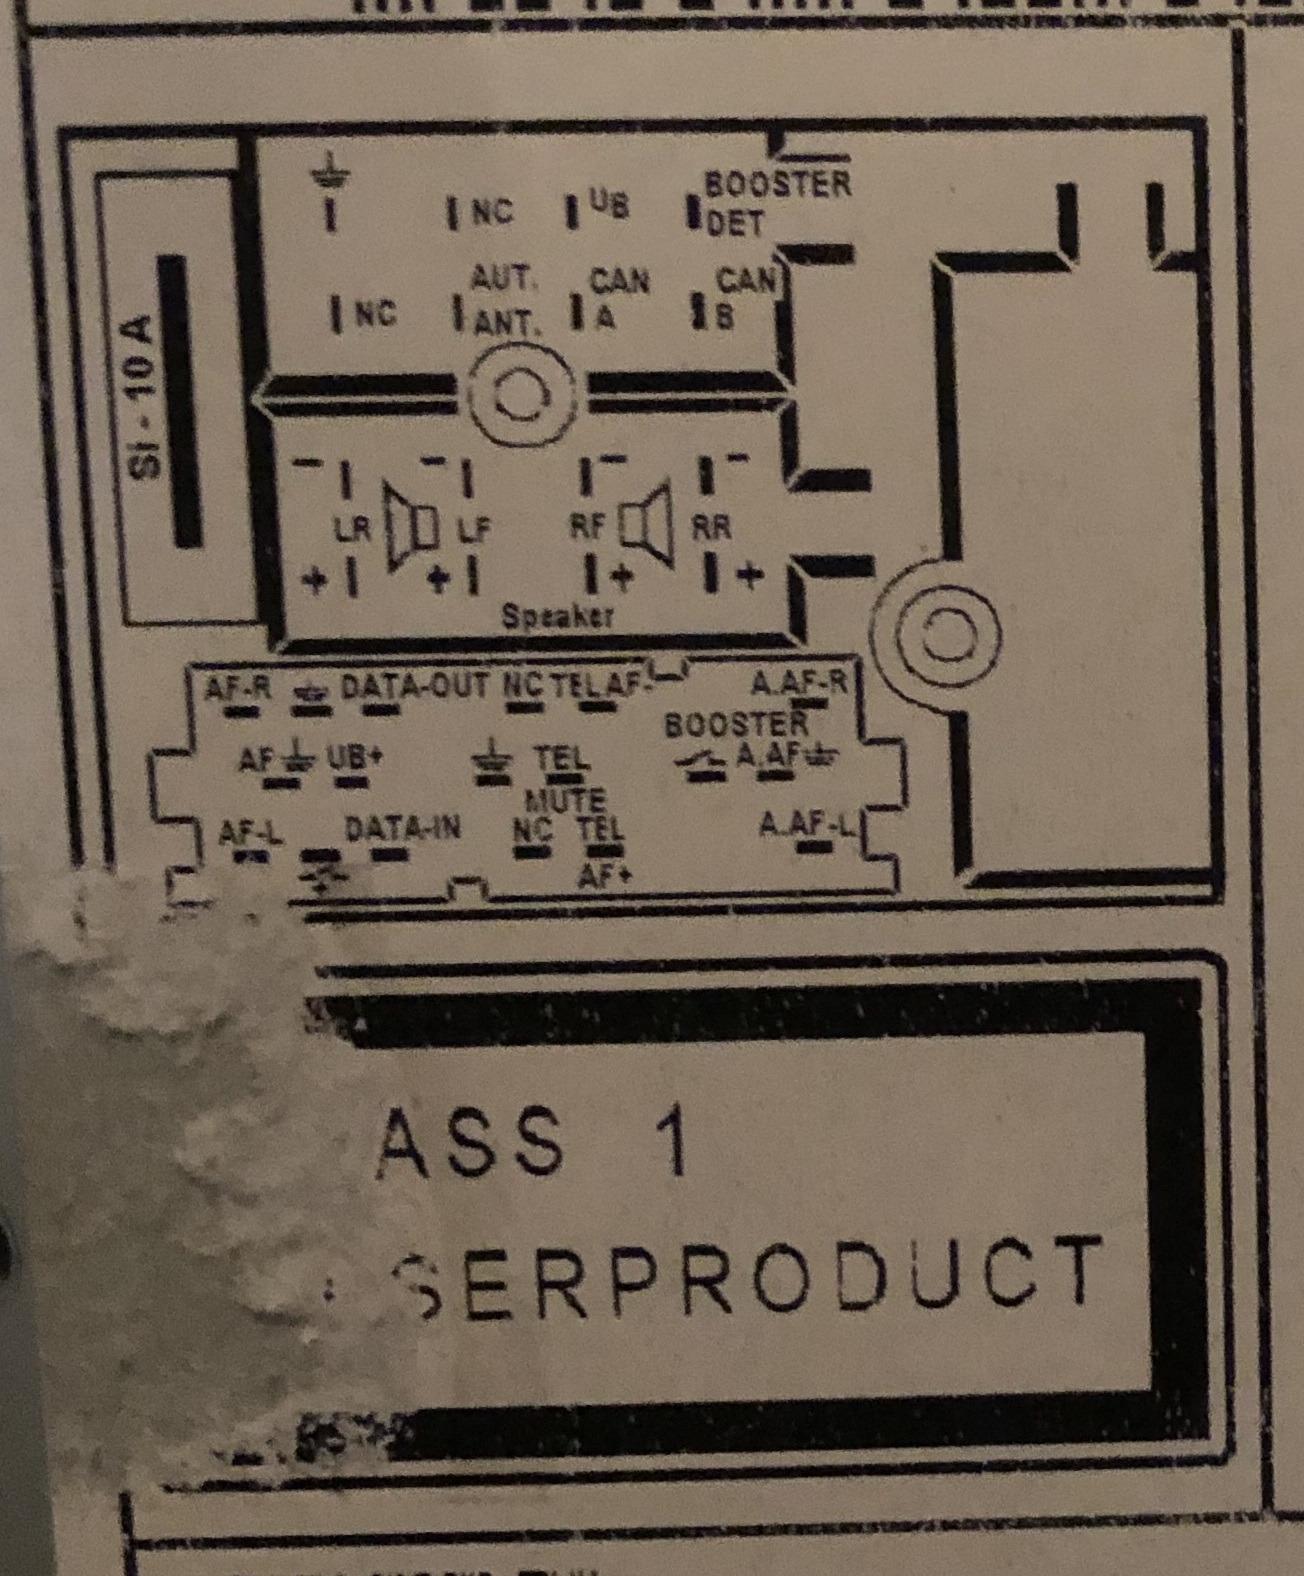 BOOSTER
NC UB DET
AUT. CAN CAN
NC ANT. A B
SI - 10 A
- - - -
LR LF RF RR
+ + + +
Speaker
AF-R DATA-OUT NC TEL AF- A.AF-R
BOOSTER
AF UB+ TEL A.AF
MUTE
AF-L DATA-IN NC TEL A.AF-L
AF+
ASS 1
SERPRODUCT